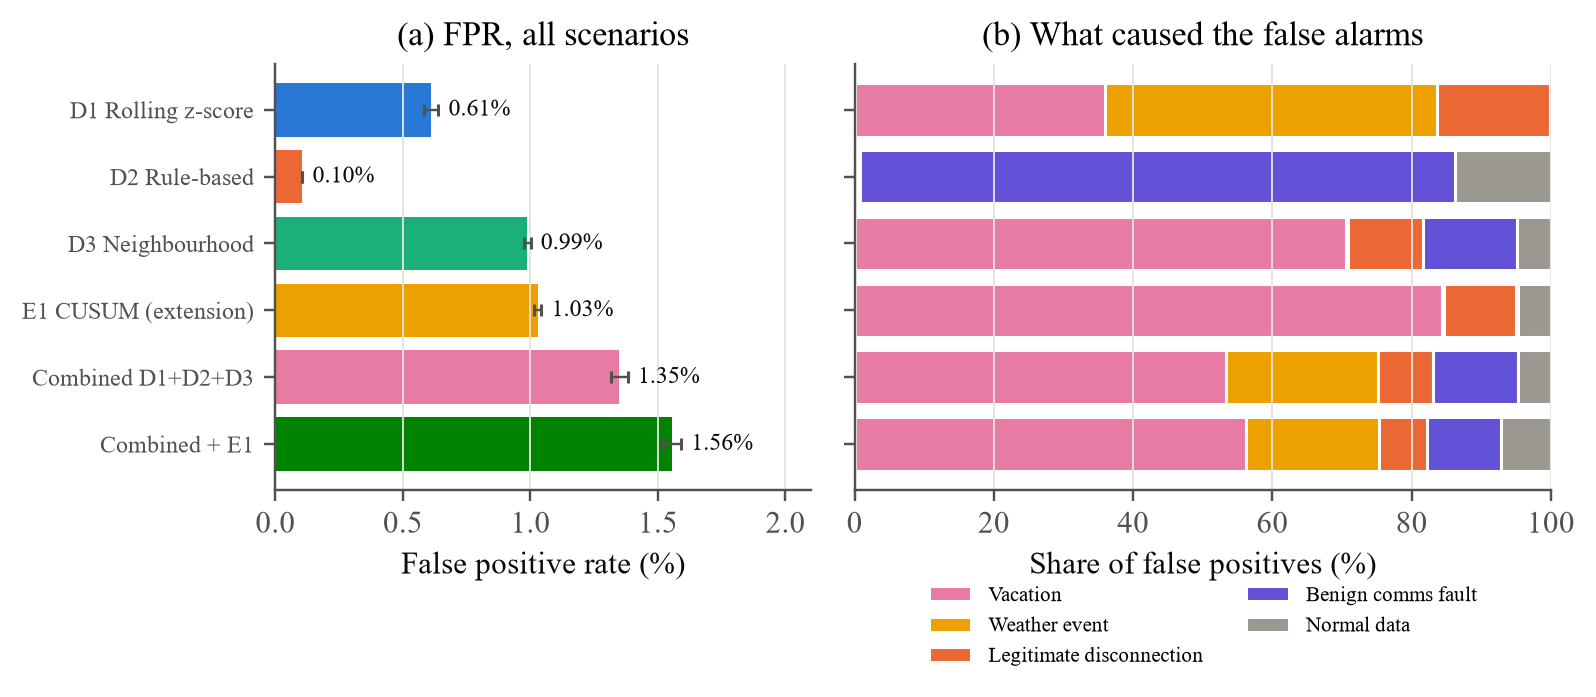 (a) FPR, all scenarios
D1 Rolling z-score
0.61%
D2 Rule-based
0.10%
D3 Neighbourhood
0.99%
E1 CUSUM (extension)
1.03%
Combined D1+D2+D3
1.35%
Combined + E1
1.56%
0.0 0.5 1.0 1.5 2.0
False positive rate (%)
(b) What caused the false alarms
0 20 40 60 80 100
Share of false positives (%)
Vacation
Weather event
Legitimate disconnection
Benign comms fault
Normal data